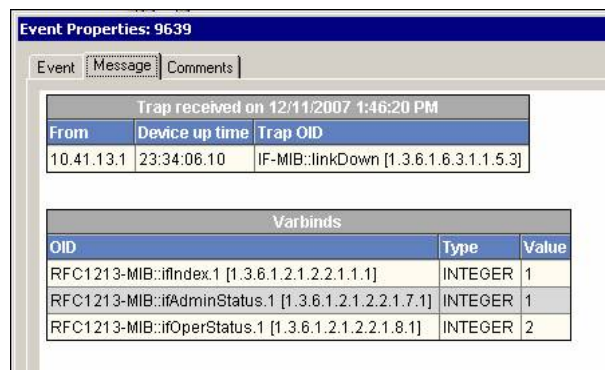 Event Properties: 9639
Event Message Comments
Trap received on 12/11/2007 1:46:20 PM
From Device up time Trap OID
10.41.13.1 23:34:06.10 IF-MIB::linkDown [1.3.6.1.6.3.1.1.5.3]
Varbinds
OID Type Value
RFC1213-MIB::ifIndex.1 [1.3.6.1.2.1.2.2.1.1.1] INTEGER 1
RFC1213-MIB::ifAdminStatus.1 [1.3.6.1.2.1.2.2.1.7.1] INTEGER 1
RFC1213-MIB::ifOperStatus.1 [1.3.6.1.2.1.2.2.1.8.1] INTEGER 2